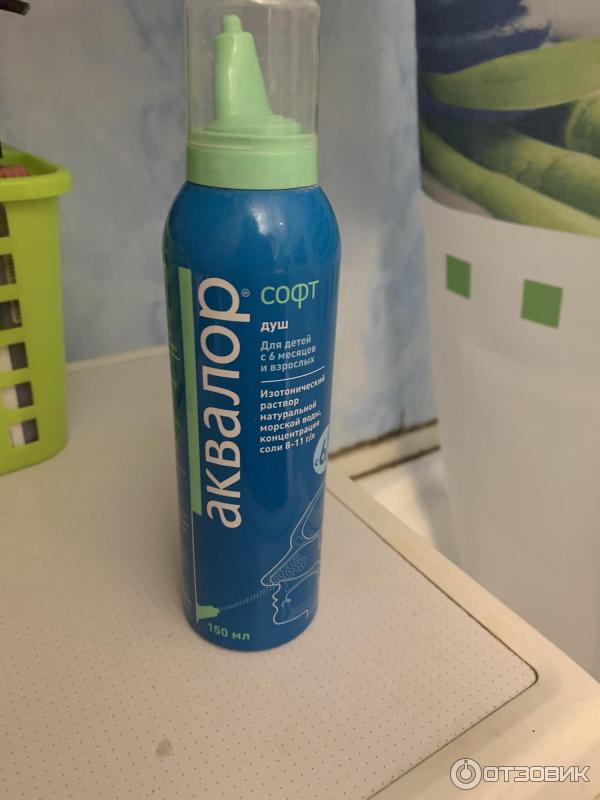 аквалор®
софт
душ
Для детей
с 6 месяцев
и взрослых
Изотонический
раствор
натуральной
морской воды,
концентрация
соли 8-11 г/л
с 6
150 мл
ОТЗОВИК